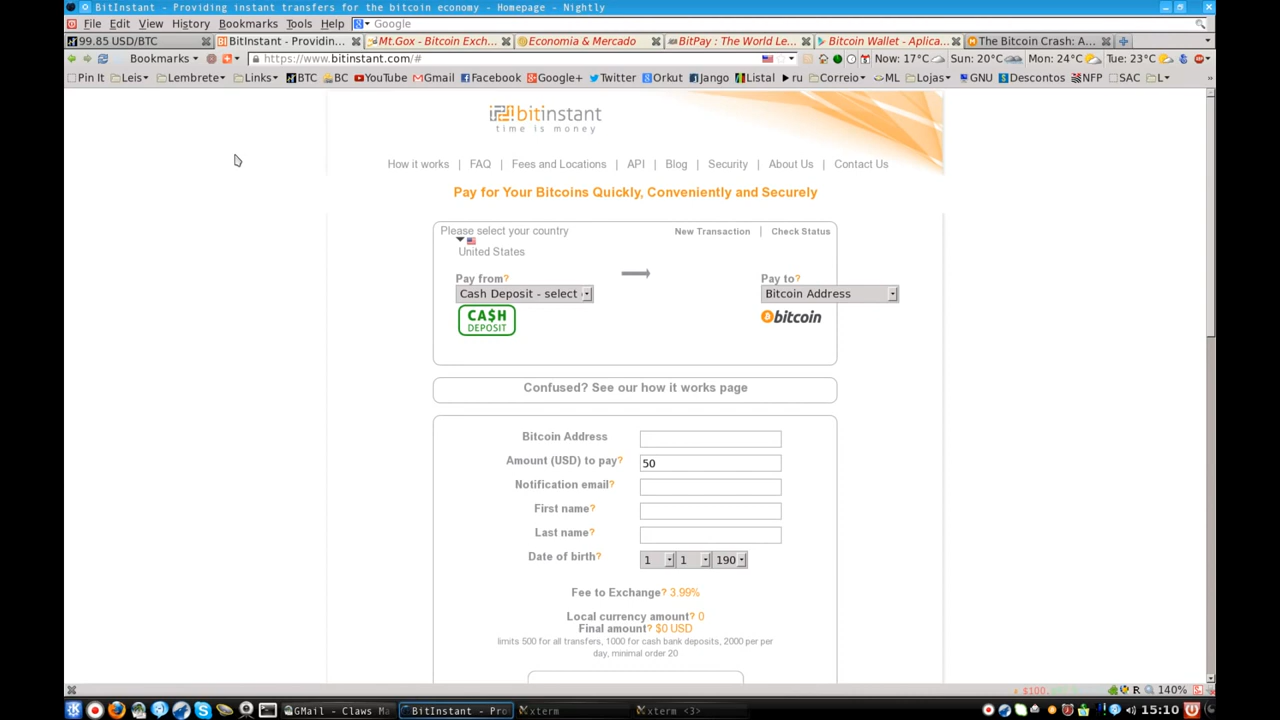 BitInstant - Providing instant transfers for the bitcoin economy - Homepage - Nightly
File Edit View History Bookmarks Tools Help Google
99.85 USD/BTC BitInstant - Providin... Mt.Gox - Bitcoin Exch... Economia & Mercado BitPay : The World Le... Bitcoin Wallet - Aplica... The Bitcoin Crash: A...
Bookmarks https://www.bitinstant.com/# Now: 17°C Sun: 20°C Mon: 24°C Tue: 23°C
Pin It Leis Lembrete Links BTC BC YouTube Gmail Facebook Google+ Twitter Orkut Jango Listal ru Correio ML Lojas GNU Descontos NFP SAC L
bitinstant
time is money
How it works | FAQ | Fees and Locations | API | Blog | Security | About Us | Contact Us
Pay for Your Bitcoins Quickly, Conveniently and Securely
Please select your country New Transaction | Check Status
United States
Pay from? Pay to?
Cash Deposit - select Bitcoin Address
CA$H DEPOSIT bitcoin
Confused? See our how it works page
Bitcoin Address
Amount (USD) to pay? 50
Notification email?
First name?
Last name?
Date of birth? 1 1 190
Fee to Exchange? 3.99%
Local currency amount? 0
Final amount? $0 USD
limits 500 for all transfers, 1000 for cash bank deposits, 2000 per per
day, minimal order 20
$100, R 140%
GMail - Claws Ma BitInstant - Pro xterm xterm <3> 15:10